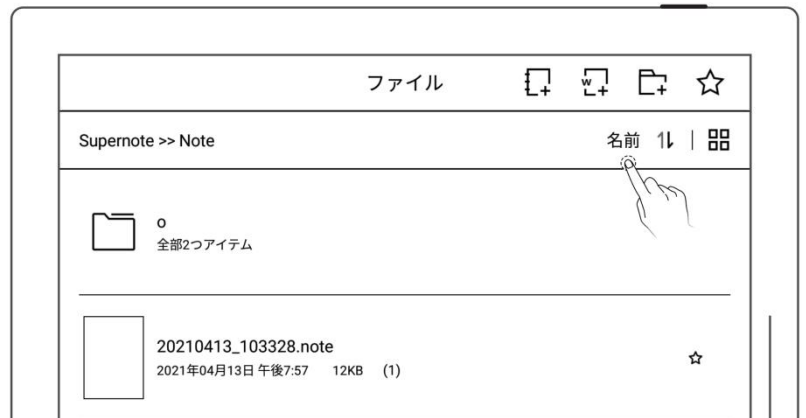 ファイル
Supernote >> Note
名前
o
全部2つアイテム
20210413_103328.note
2021年04月13日 午後7:57 12KB (1)